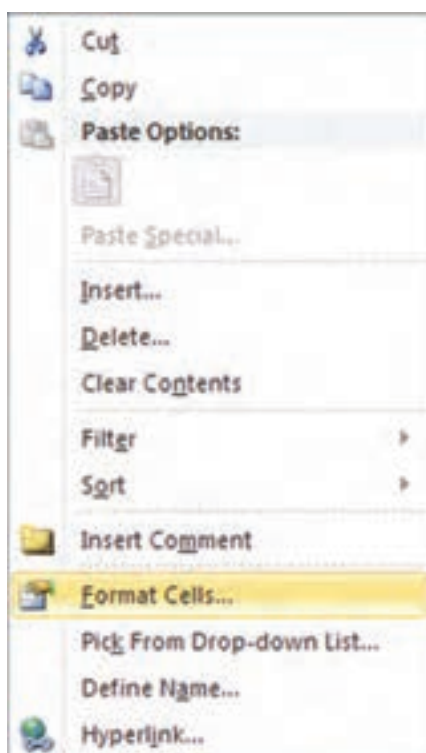 Cut
Copy
Paste Options:
Paste Special...
Insert...
Delete...
Clear Contents
Filter
Sort
Insert Comment
Format Cells...
Pick From Drop-down List...
Define Name...
Hyperlink...